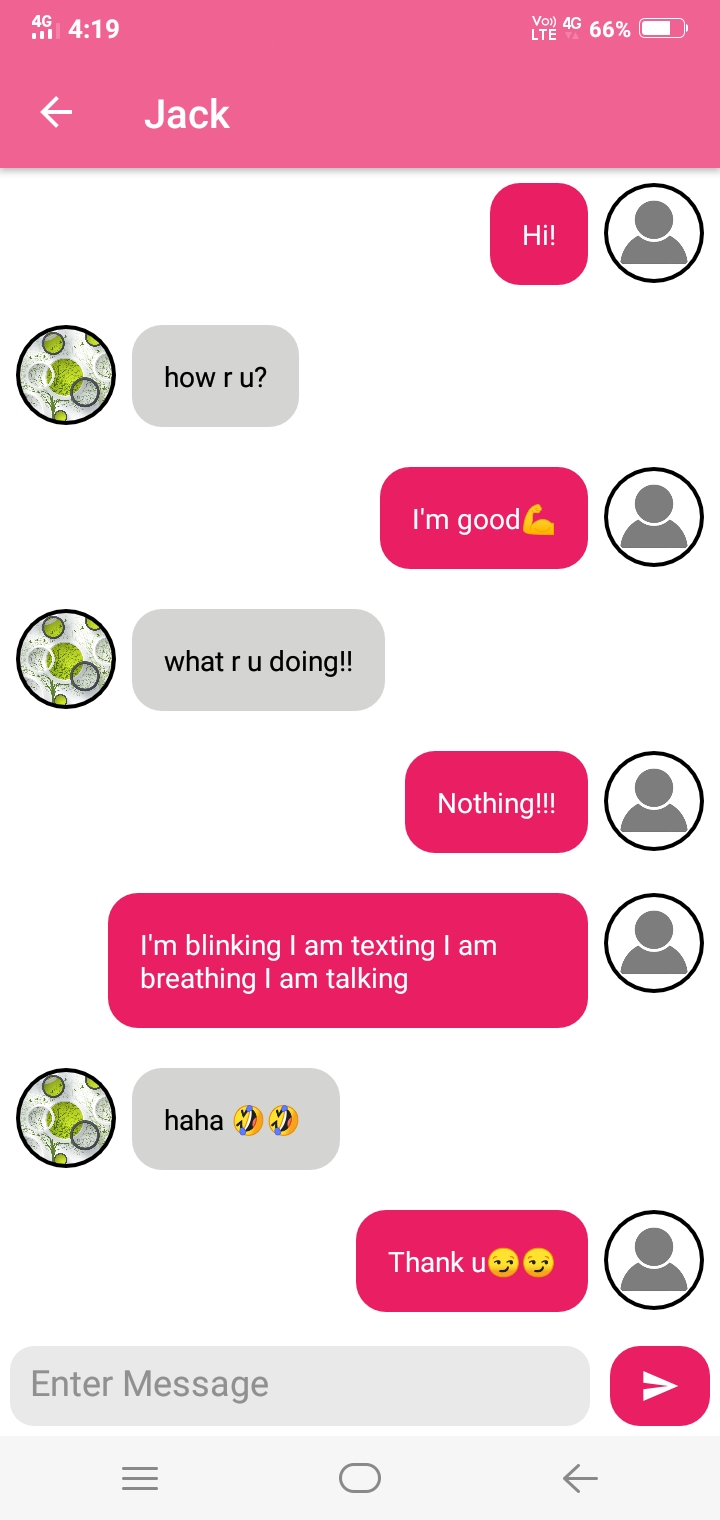 4G 4:19 Vo)) LTE 4G 66%
Jack
Hi!
how r u?
I'm good💪
what r u doing!!
Nothing!!!
I'm blinking I am texting I am
breathing I am talking
haha 🤣🤣
Thank u😏😏
Enter Message